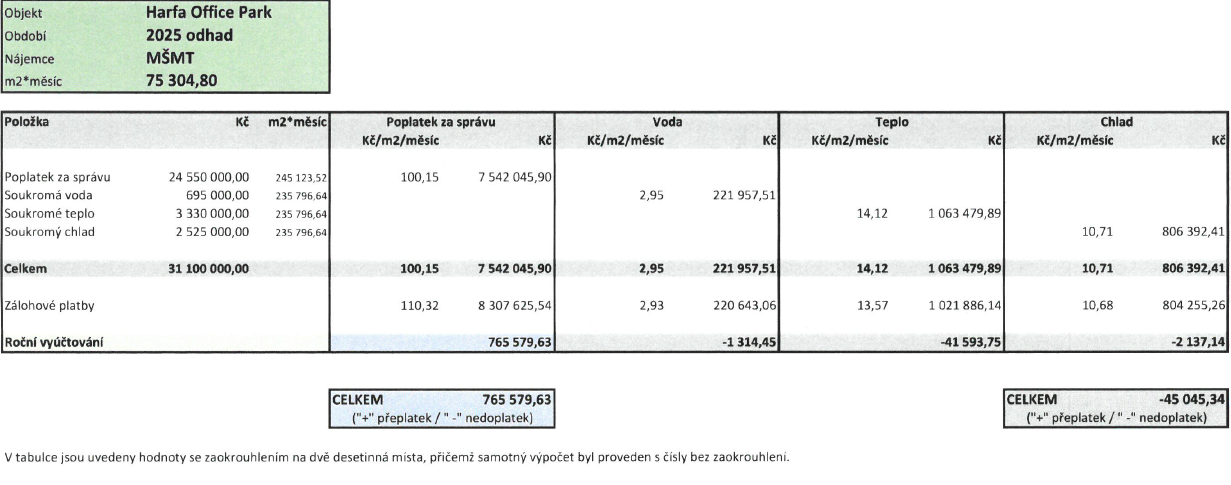 Objekt Harfa Office Park
Období 2025 odhad
Nájemce MŠMT
m2*měsíc 75 304,80
Položka Kč m2*měsíc Poplatek za správu Voda Teplo Chlad
Kč/m2/měsíc Kč Kč/m2/měsíc Kč Kč/m2/měsíc Kč Kč/m2/měsíc Kč
Poplatek za správu 24 550 000,00 245 123,52 100,15 7 542 045,90
Soukromá voda 695 000,00 235 796,64 2,95 221 957,51
Soukromé teplo 3 330 000,00 235 796,64 14,12 1 063 479,89
Soukromý chlad 2 525 000,00 235 796,64 10,71 806 392,41
Celkem 31 100 000,00 100,15 7 542 045,90 2,95 221 957,51 14,12 1 063 479,89 10,71 806 392,41
Zálohové platby 110,32 8 307 625,54 2,93 220 643,06 13,57 1 021 886,14 10,68 804 255,26
Roční vyúčtování 765 579,63 -1 314,45 -41 593,75 -2 137,14
CELKEM 765 579,63 CELKEM -45 045,34
("+" přeplatek / " -" nedoplatek) ("+" přeplatek / " -" nedoplatek)
V tabulce jsou uvedeny hodnoty se zaokrouhlením na dvě desetinná místa, přičemž samotný výpočet byl proveden s čísly bez zaokrouhlení.